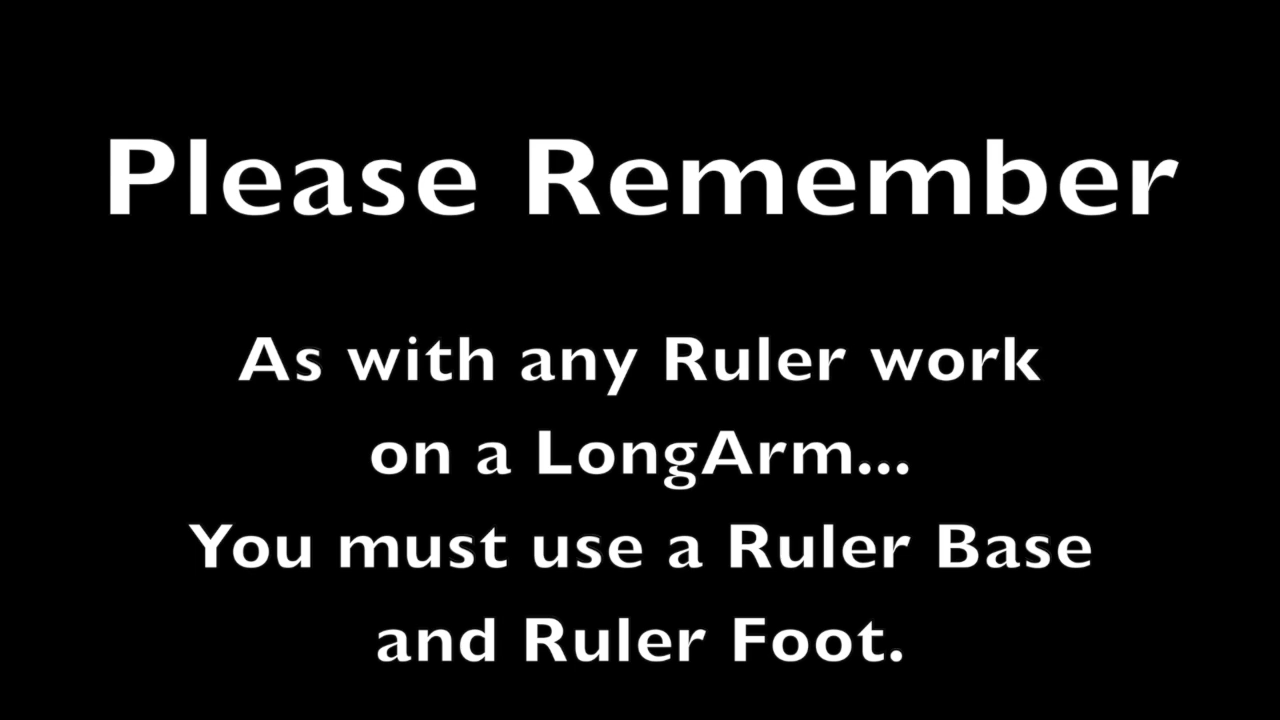 Please Remember
As with any Ruler work
on a LongArm...
You must use a Ruler Base
and Ruler Foot.